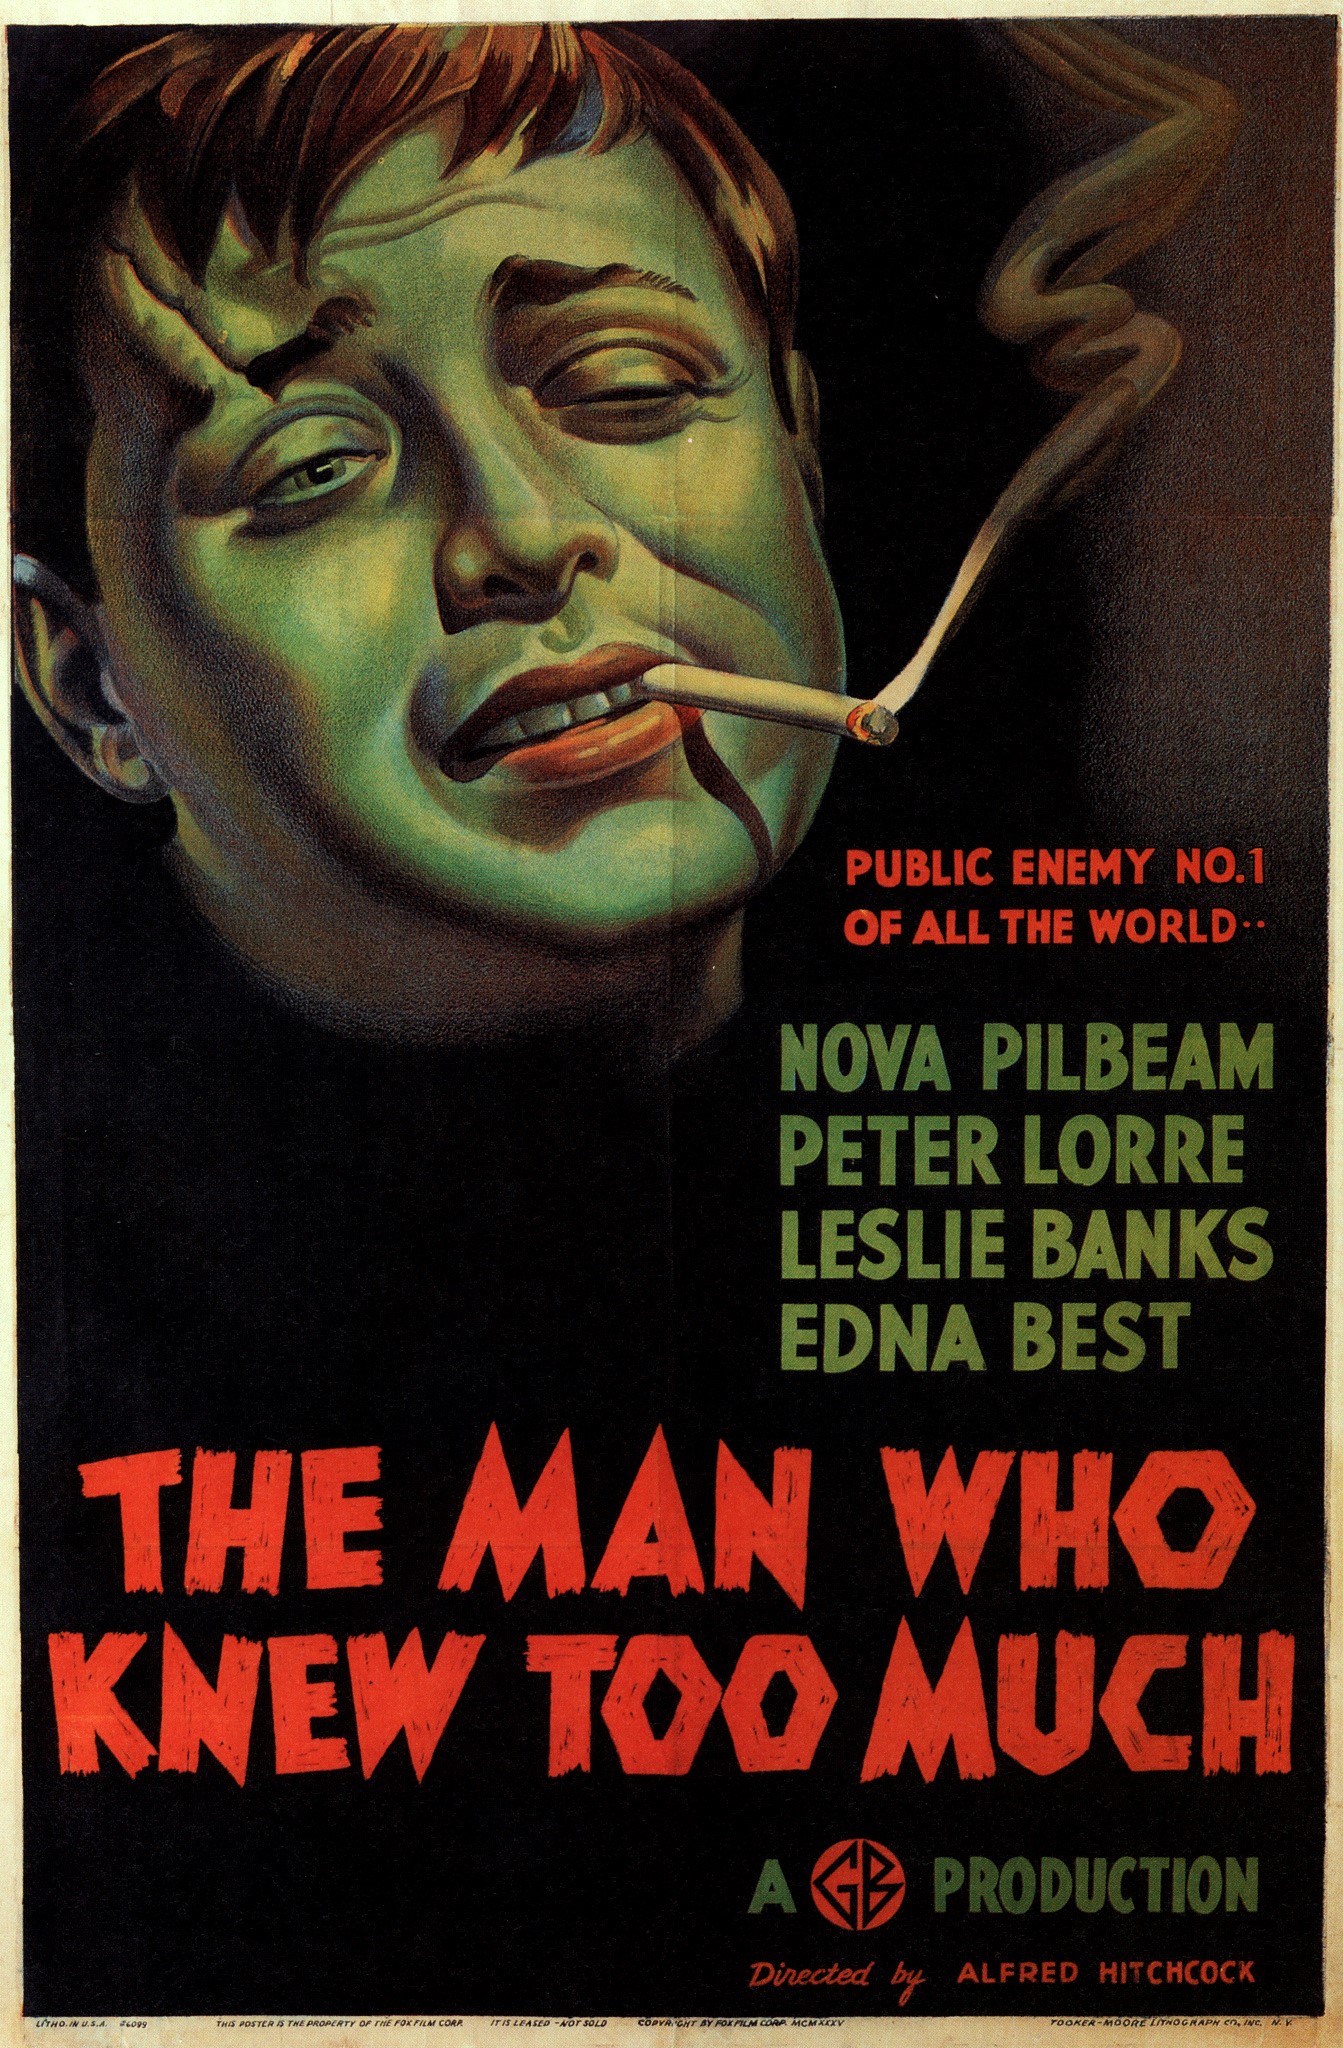 PUBLIC ENEMY NO.1
OF ALL THE WORLD..
NOVA PILBEAM
PETER LORRE
LESLIE BANKS
EDNA BEST
THE MAN WHO
KNEW TOO MUCH
A GB PRODUCTION
Directed by ALFRED HITCHCOCK
LITHO. IN U.S.A. #6099 THIS POSTER IS THE PROPERTY OF THE FOX FILM CORP. IT IS LEASED - NOT SOLD COPYRIGHT BY FOX FILM CORP. MCMXXXV TOOKER-MOORE LITHOGRAPH CO., INC. N.Y.